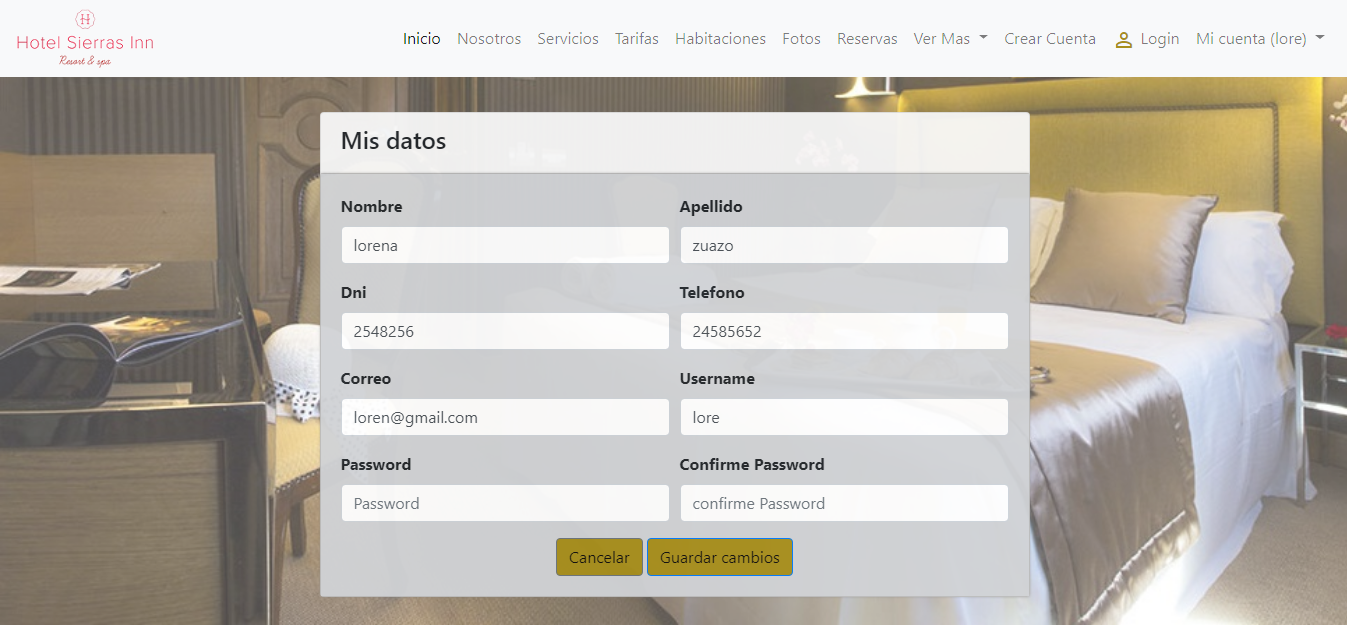 Hotel Sierras Inn
Resort & spa
Inicio Nosotros Servicios Tarifas Habitaciones Fotos Reservas Ver Mas Crear Cuenta Login Mi cuenta (lore)
Mis datos
Nombre Apellido
lorena zuazo
Dni Telefono
2548256 24585652
Correo Username
loren@gmail.com lore
Password Confirme Password
Password confirme Password
Cancelar Guardar cambios